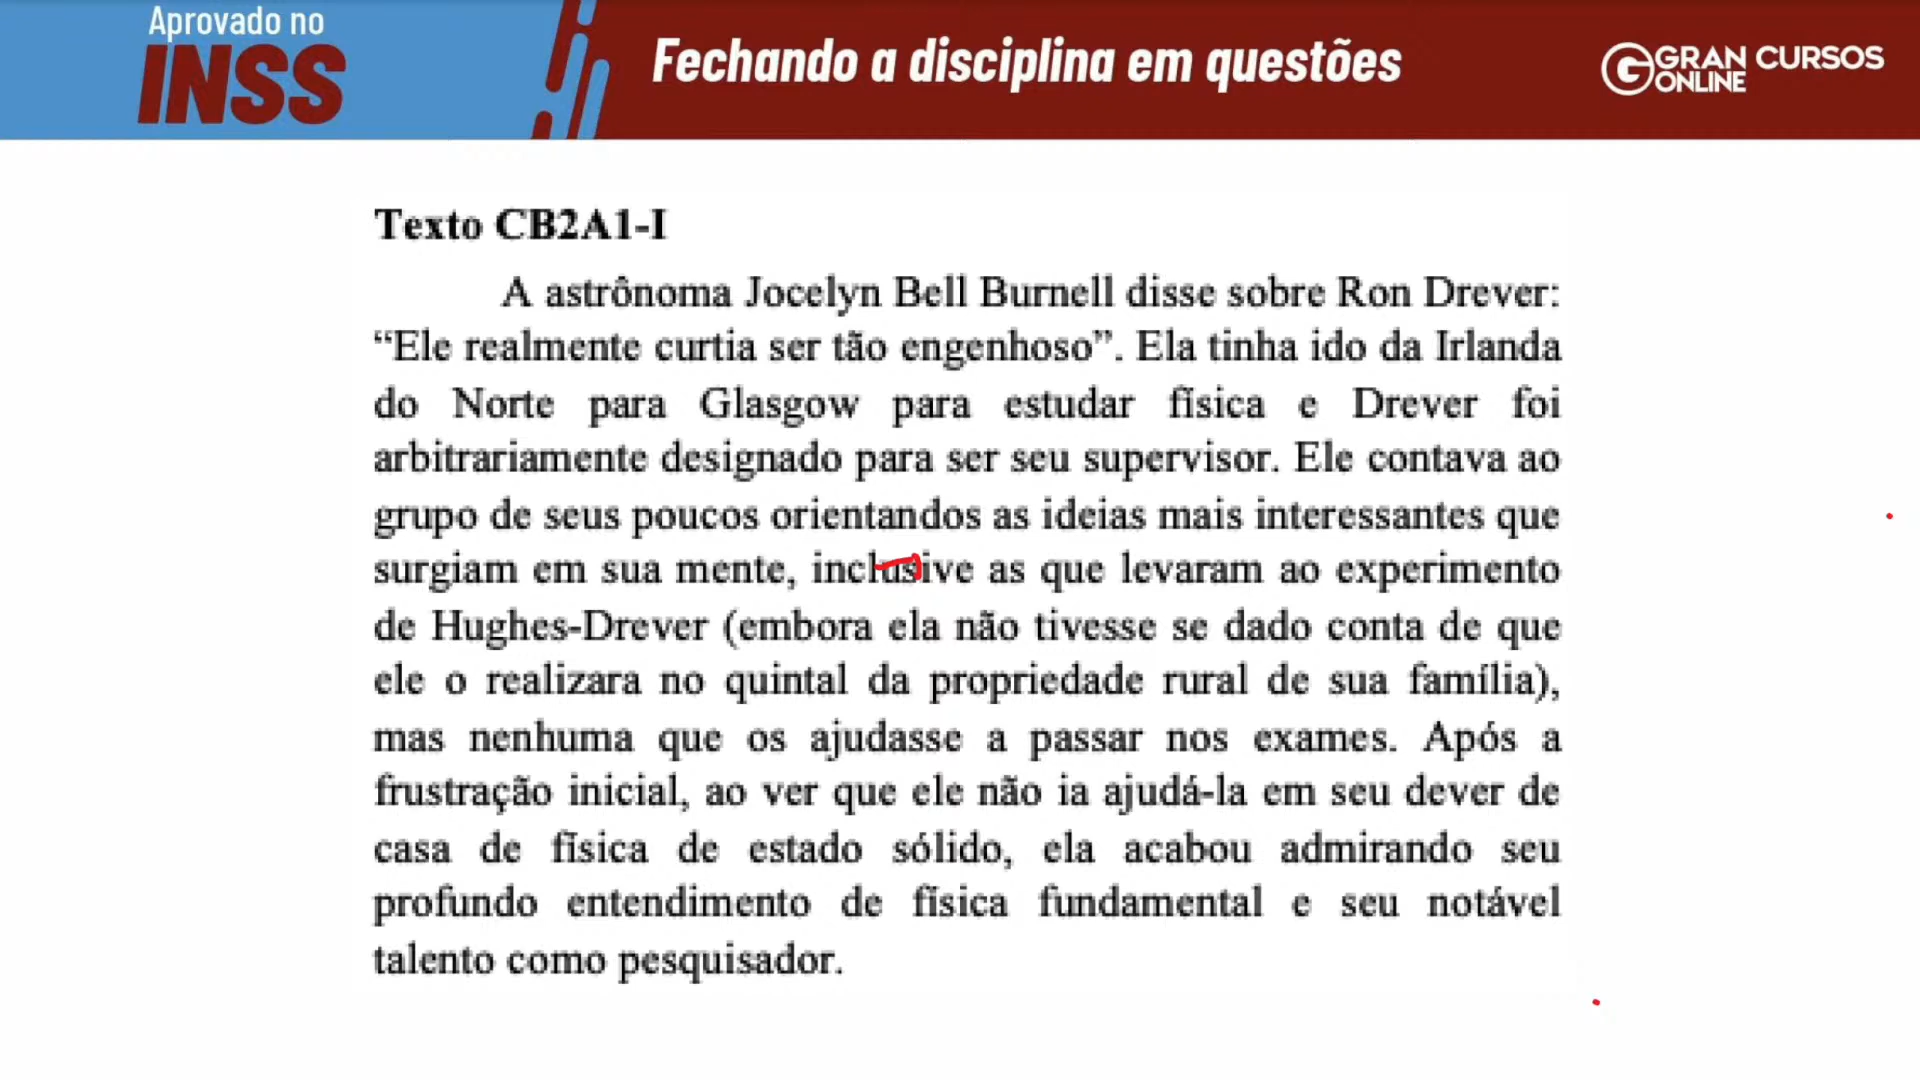 Aprovado no
INSS
Fechando a disciplina em questões
GRAN CURSOS
ONLINE
Texto CB2A1-I
A astrônoma Jocelyn Bell Burnell disse sobre Ron Drever:
“Ele realmente curtia ser tão engenhoso”. Ela tinha ido da Irlanda
do Norte para Glasgow para estudar física e Drever foi
arbitrariamente designado para ser seu supervisor. Ele contava ao
grupo de seus poucos orientandos as ideias mais interessantes que
surgiam em sua mente, inclusive as que levaram ao experimento
de Hughes-Drever (embora ela não tivesse se dado conta de que
ele o realizara no quintal da propriedade rural de sua família),
mas nenhuma que os ajudasse a passar nos exames. Após a
frustração inicial, ao ver que ele não ia ajudá-la em seu dever de
casa de física de estado sólido, ela acabou admirando seu
profundo entendimento de física fundamental e seu notável
talento como pesquisador.